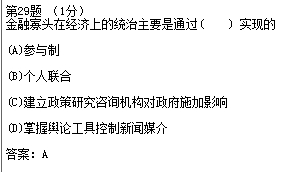 第29题 (1分)
金融寡头在经济上的统治主要是通过( )实现的
(A)参与制
(B)个人联合
(C)建立政策研究咨询机构对政府施加影响
(D)掌握舆论工具控制新闻媒介
答案: A